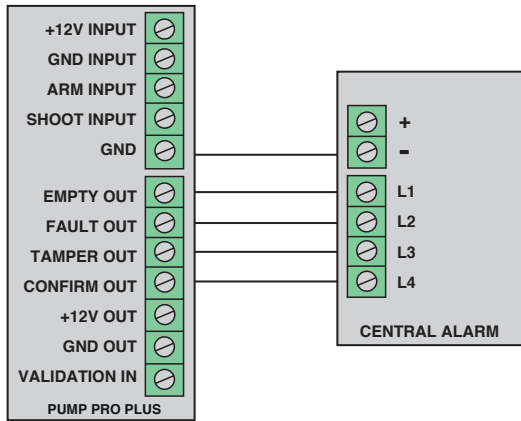 +12V INPUT
GND INPUT
ARM INPUT
SHOOT INPUT
GND
EMPTY OUT
FAULT OUT
TAMPER OUT
CONFIRM OUT
+12V OUT
GND OUT
VALIDATION IN
PUMP PRO PLUS
+
-
L1
L2
L3
L4
CENTRAL ALARM